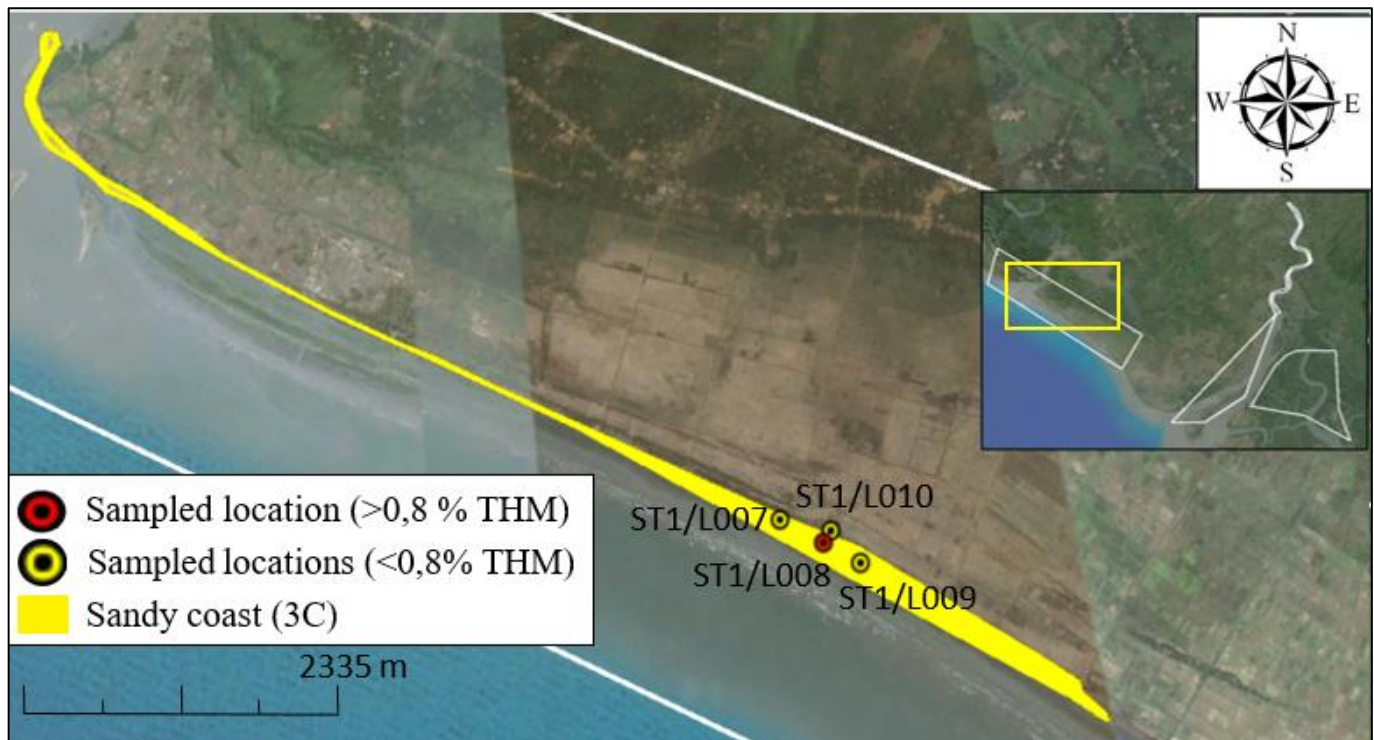 N
W E
S
ST1/L010
ST1/L007
ST1/L008
ST1/L009
Sampled location (>0,8 % THM)
Sampled locations (<0,8% THM)
Sandy coast (3C)
2335 m